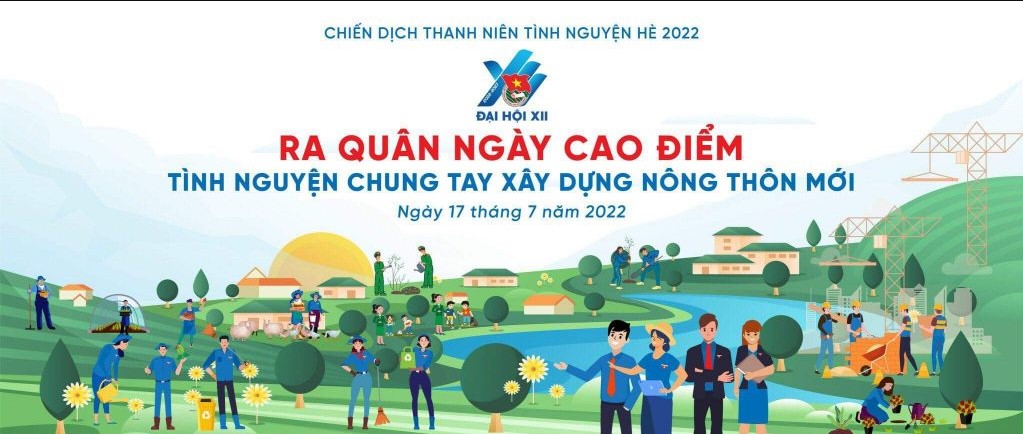 CHIẾN DỊCH THANH NIÊN TÌNH NGUYỆN HÈ 2022
ĐẠI HỘI XII
RA QUÂN NGÀY CAO ĐIỂM
TÌNH NGUYỆN CHUNG TAY XÂY DỰNG NÔNG THÔN MỚI
Ngày 17 tháng 7 năm 2022